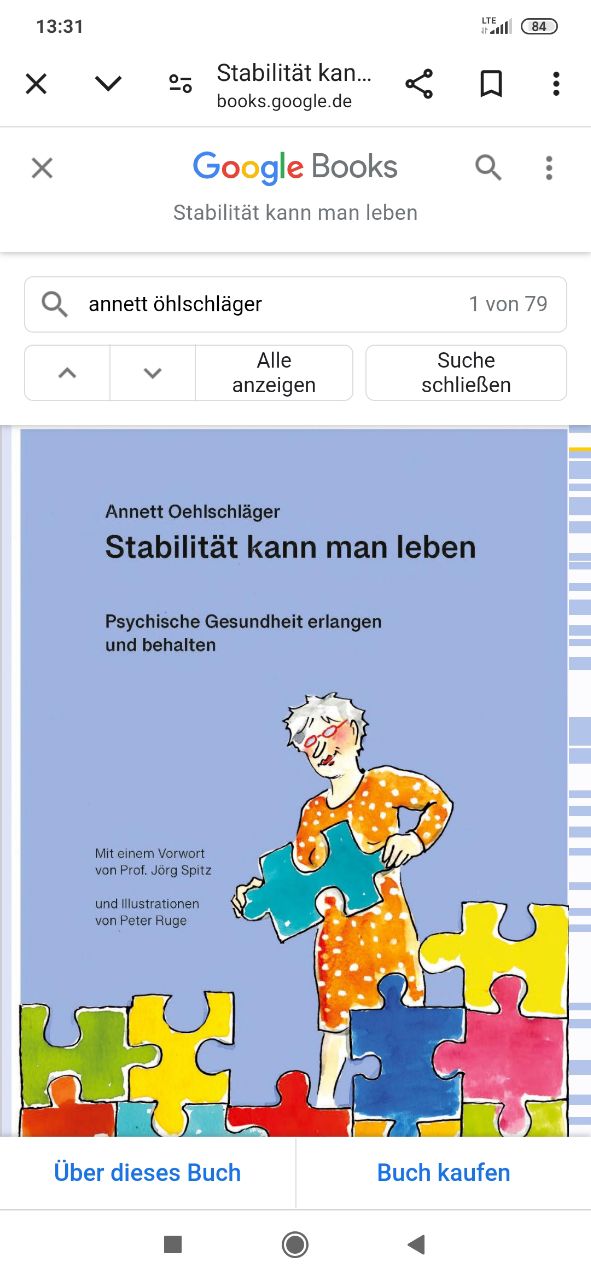 13:31
LTE
84
Stabilität kan...
books.google.de
Google Books
Stabilität kann man leben
annett öhlschläger
1 von 79
Alle
anzeigen
Suche
schließen
Annett Oehlschläger
Stabilität kann man leben
Psychische Gesundheit erlangen
und behalten
Mit einem Vorwort
von Prof. Jörg Spitz
und Illustrationen
von Peter Ruge
Über dieses Buch
Buch kaufen